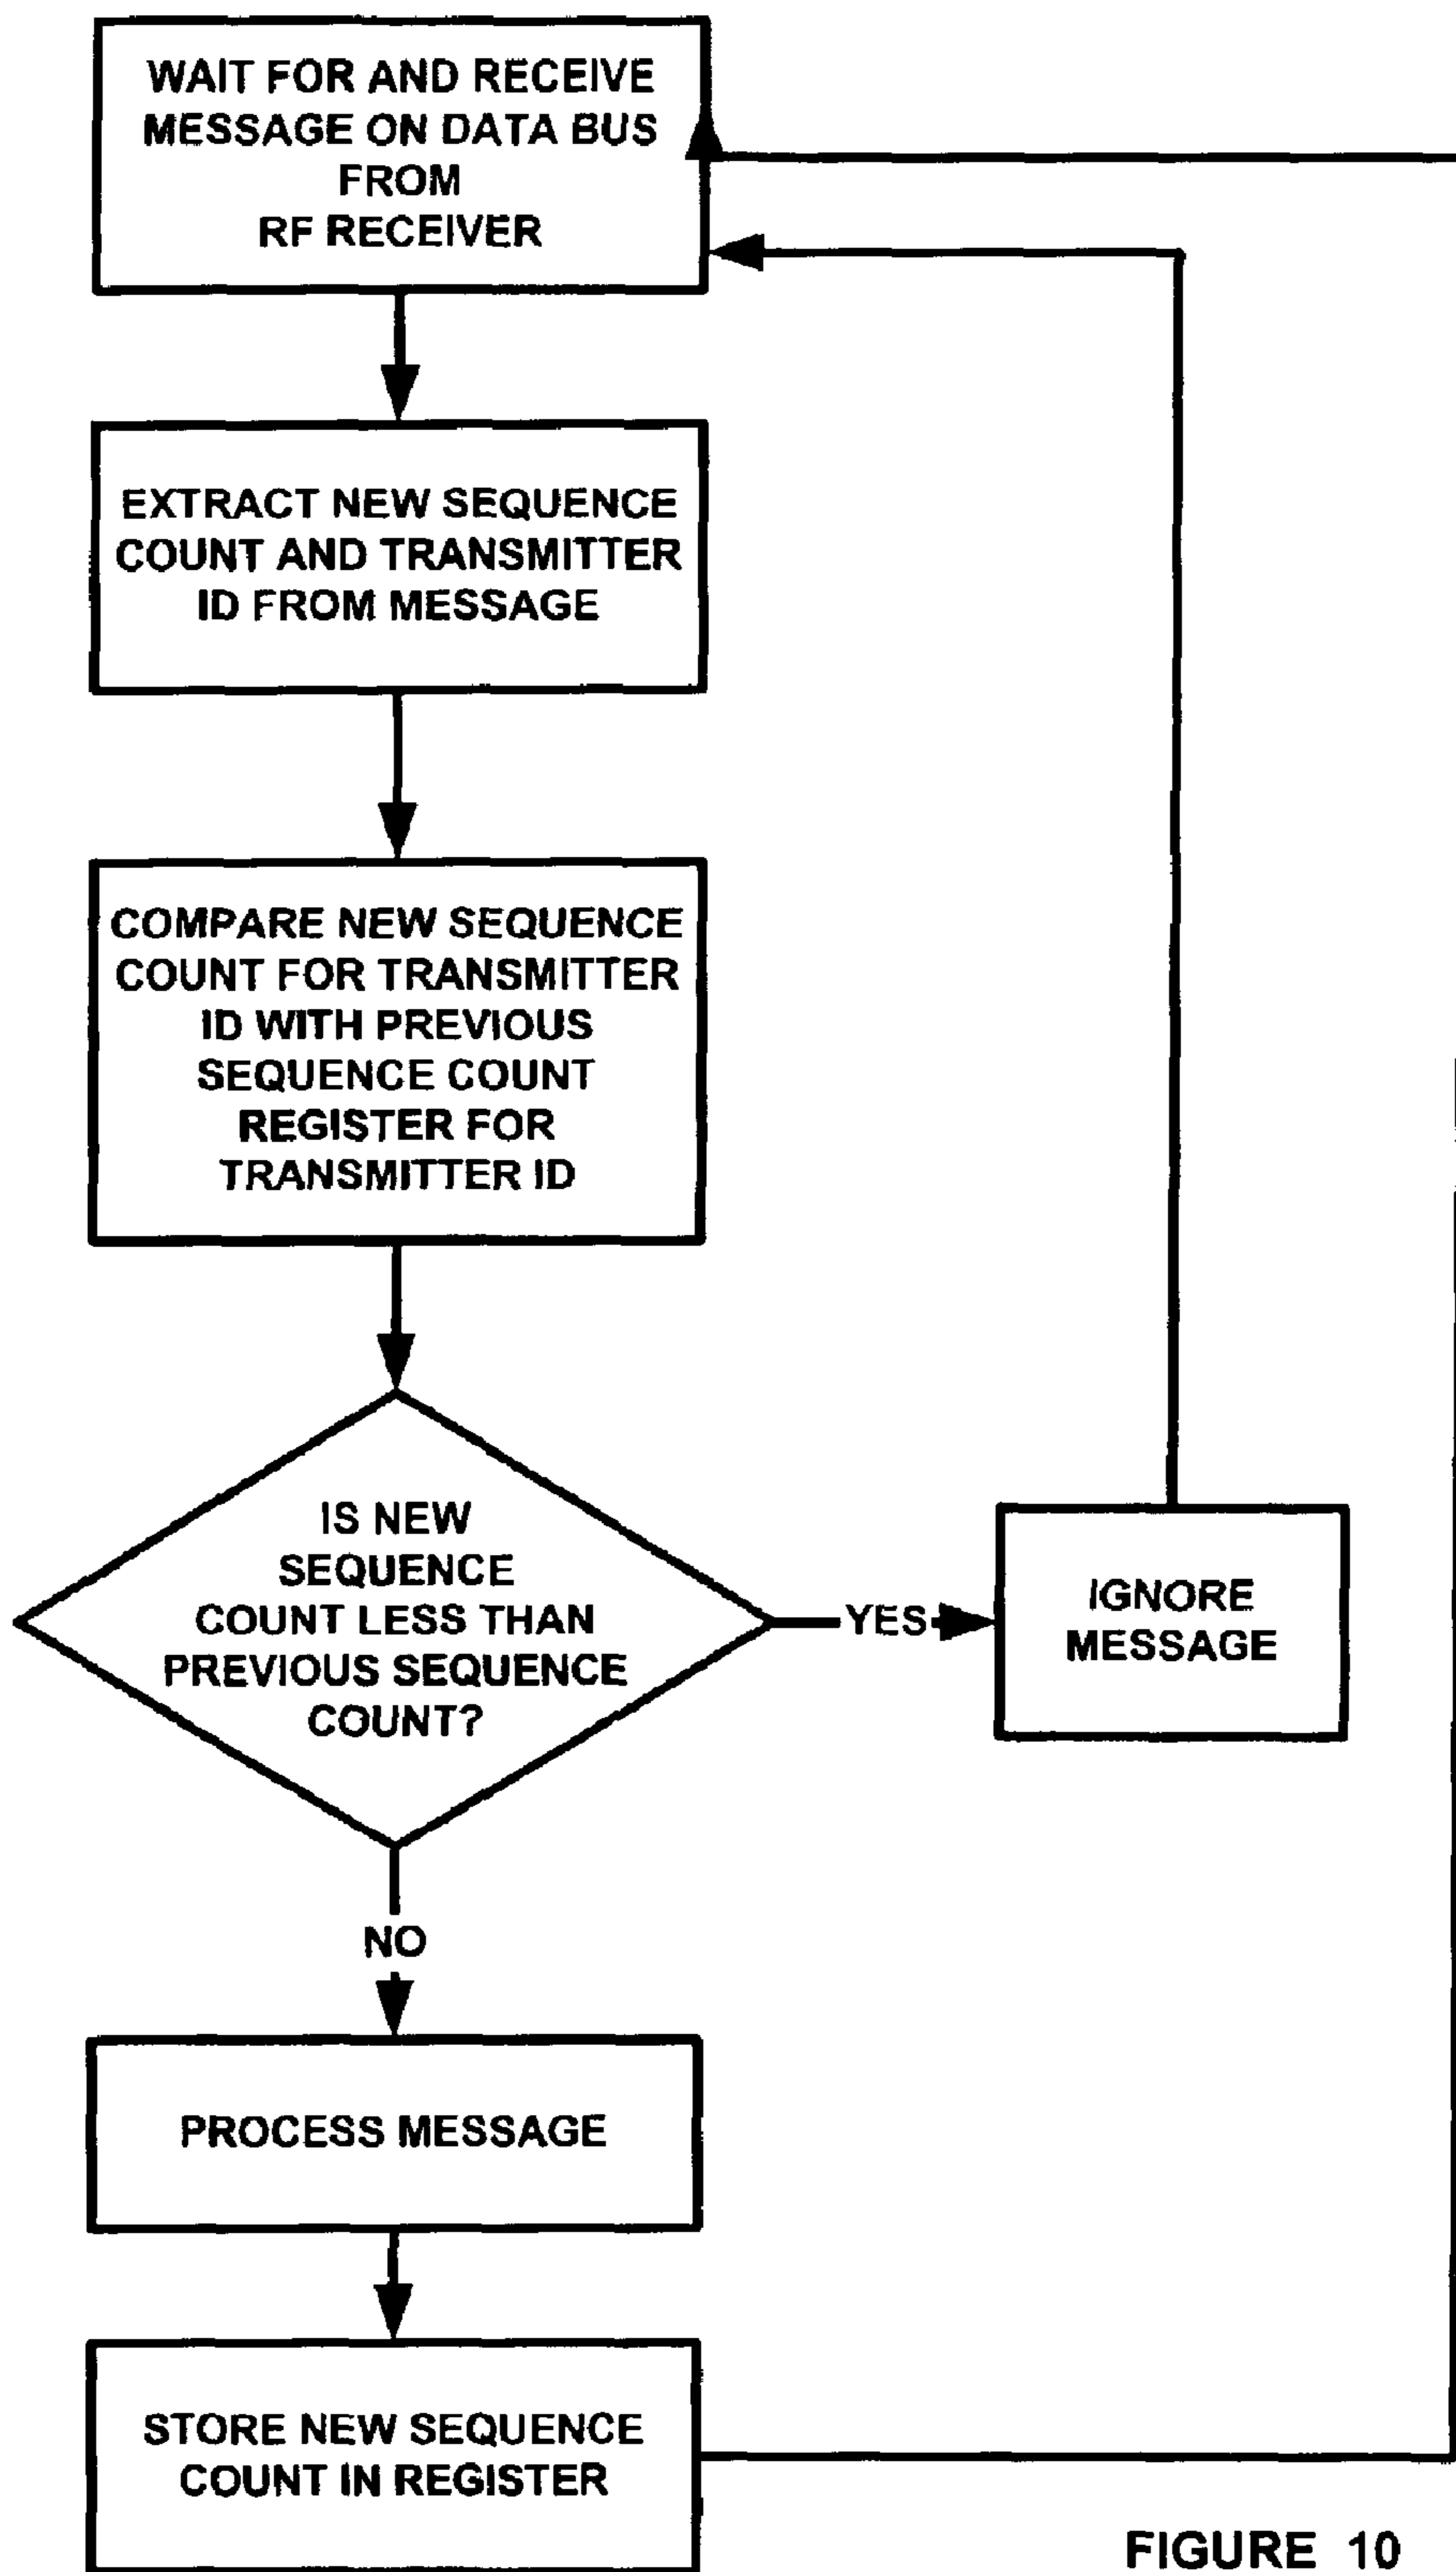 WAIT FOR AND RECEIVE
MESSAGE ON DATA BUS
FROM
RF RECEIVER
EXTRACT NEW SEQUENCE
COUNT AND TRANSMITTER
ID FROM MESSAGE
COMPARE NEW SEQUENCE
COUNT FOR TRANSMITTER
ID WITH PREVIOUS
SEQUENCE COUNT
REGISTER FOR
TRANSMITTER ID
IS NEW
SEQUENCE
COUNT LESS THAN
PREVIOUS SEQUENCE
COUNT?
YES
IGNORE
MESSAGE
NO
PROCESS MESSAGE
STORE NEW SEQUENCE
COUNT IN REGISTER
FIGURE 10